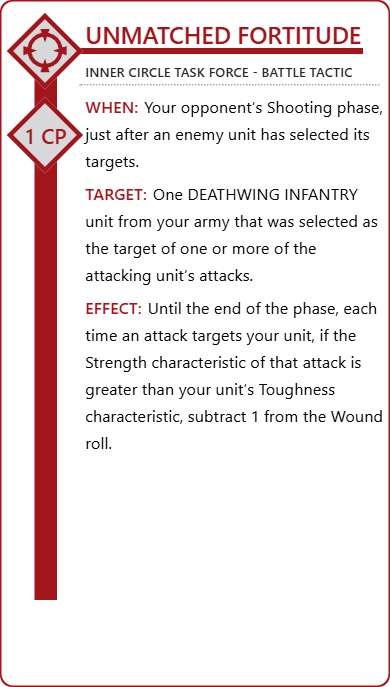 UNMATCHED FORTITUDE
INNER CIRCLE TASK FORCE - BATTLE TACTIC
1 CP
WHEN: Your opponent's Shooting phase,
just after an enemy unit has selected its
targets.
TARGET: One DEATHWING INFANTRY
unit from your army that was selected as
the target of one or more of the
attacking unit's attacks.
EFFECT: Until the end of the phase, each
time an attack targets your unit, if the
Strength characteristic of that attack is
greater than your unit's Toughness
characteristic, subtract 1 from the Wound
roll.